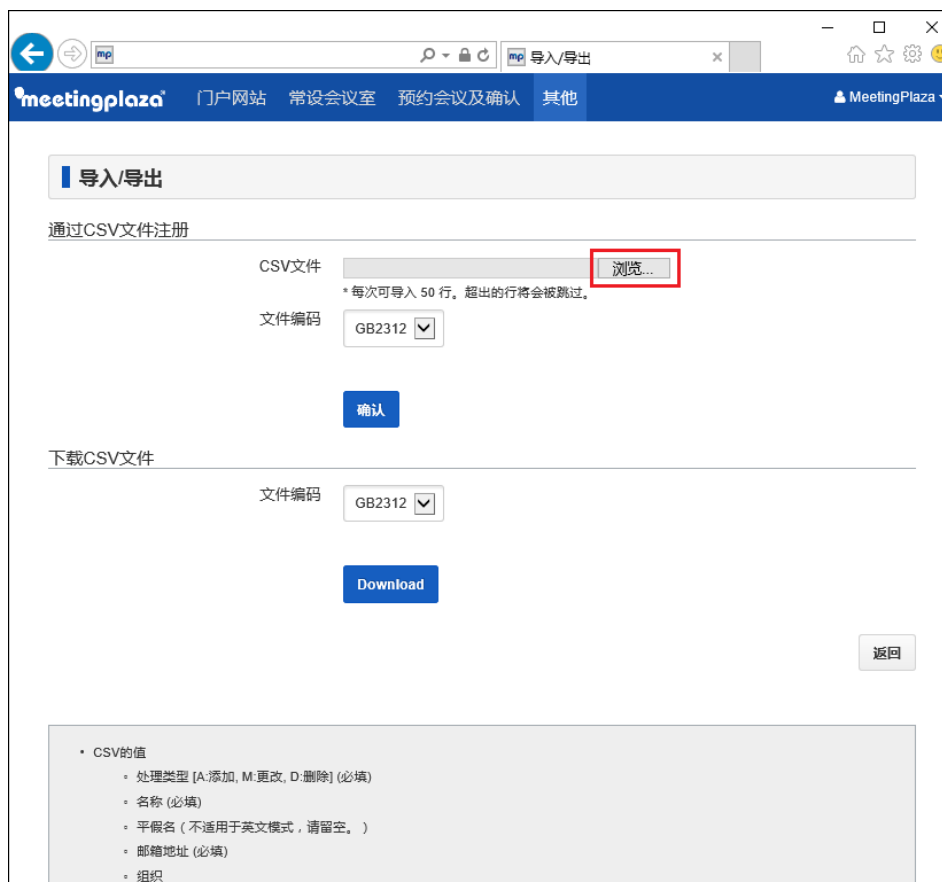 mp
mp 导入/导出
meetingplaza 门户网站 常设会议室 预约会议及确认 其他 MeetingPlaza
导入/导出
通过CSV文件注册
CSV文件 浏览...
* 每次可导入 50 行。超出的行将会被跳过。
文件编码 GB2312
确认
下载CSV文件
文件编码 GB2312
Download
返回
• CSV的值
◦ 处理类型 [A:添加, M:更改, D:删除] (必填)
◦ 名称 (必填)
◦ 平假名 ( 不适用于英文模式，请留空。 )
◦ 邮箱地址 (必填)
◦ 组织